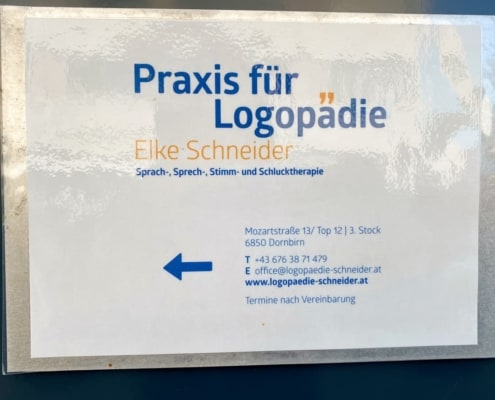 Praxis für
Logopädie
Elke Schneider
Sprach-, Sprech-, Stimm- und Schlucktherapie
Mozartstraße 13/ Top 12 | 3. Stock
6850 Dornbirn
T +43 676 38 71 479
E office@logopaedie-schneider.at
www.logopaedie-schneider.at
Termine nach Vereinbarung